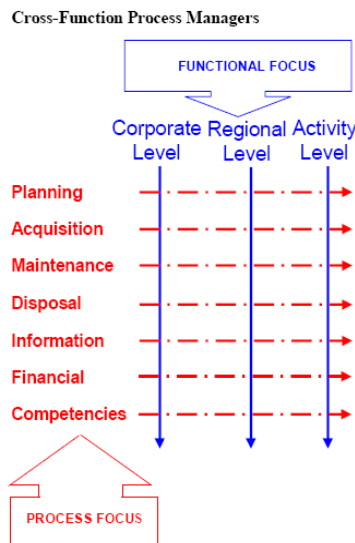 Cross-Function Process Managers
FUNCTIONAL FOCUS
Corporate Regional Activity
Level Level Level
Planning
Acquisition
Maintenance
Disposal
Information
Financial
Competencies
PROCESS FOCUS